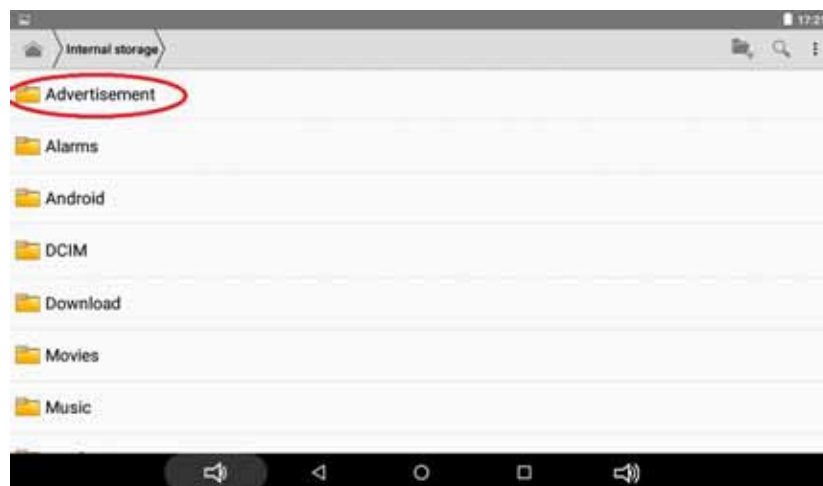 17:21
Internal storage
Advertisement
Alarms
Android
DCIM
Download
Movies
Music